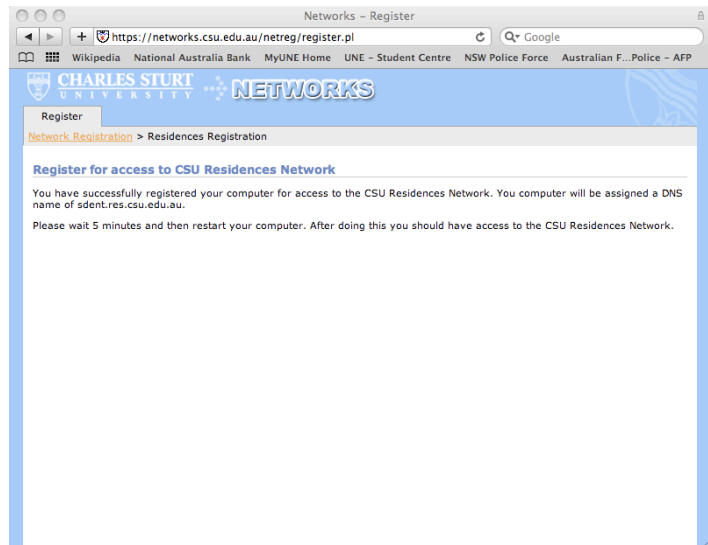 Networks – Register
https://networks.csu.edu.au/netreg/register.pl
Google
Wikipedia National Australia Bank MyUNE Home UNE – Student Centre NSW Police Force Australian F...Police – AFP
CHARLES STURT
UNIVERSITY
NETWORKS
Register
Network Registration > Residences Registration
Register for access to CSU Residences Network
You have successfully registered your computer for access to the CSU Residences Network. You computer will be assigned a DNS
name of sdent.res.csu.edu.au.
Please wait 5 minutes and then restart your computer. After doing this you should have access to the CSU Residences Network.